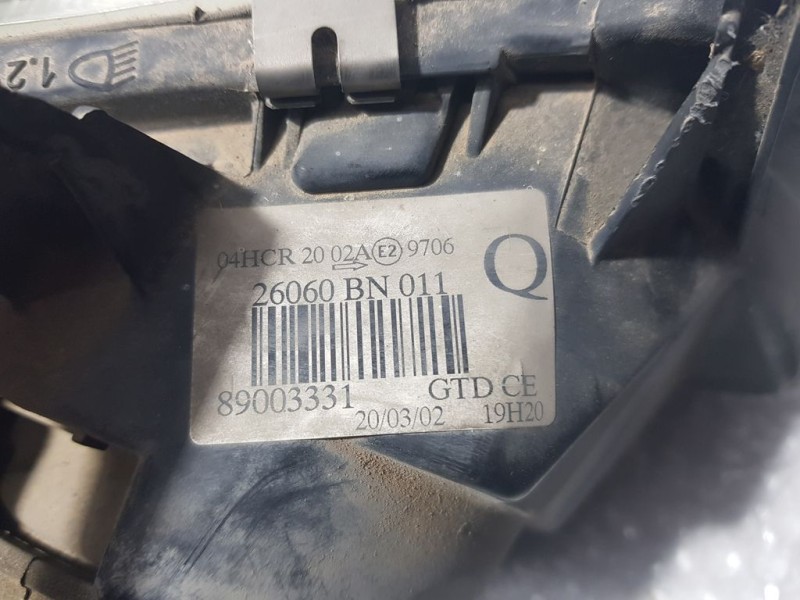 1.2
04HCR 20 02A E2 9706
Q
26060 BN 011
89003331 GTD CE
20/03/02 19H20